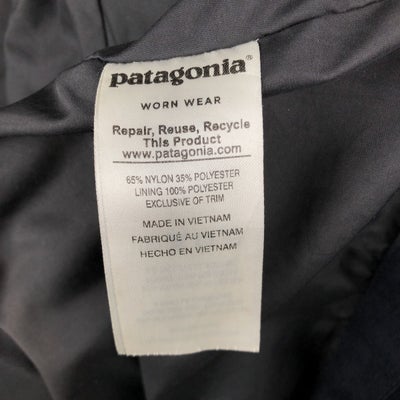 patagonia®
WORN WEAR
Repair, Reuse, Recycle
This Product
www.patagonia.com
65% NYLON 35% POLYESTER
LINING 100% POLYESTER
EXCLUSIVE OF TRIM
MADE IN VIETNAM
FABRIQUÉ AU VIETNAM
HECHO EN VIETNAM